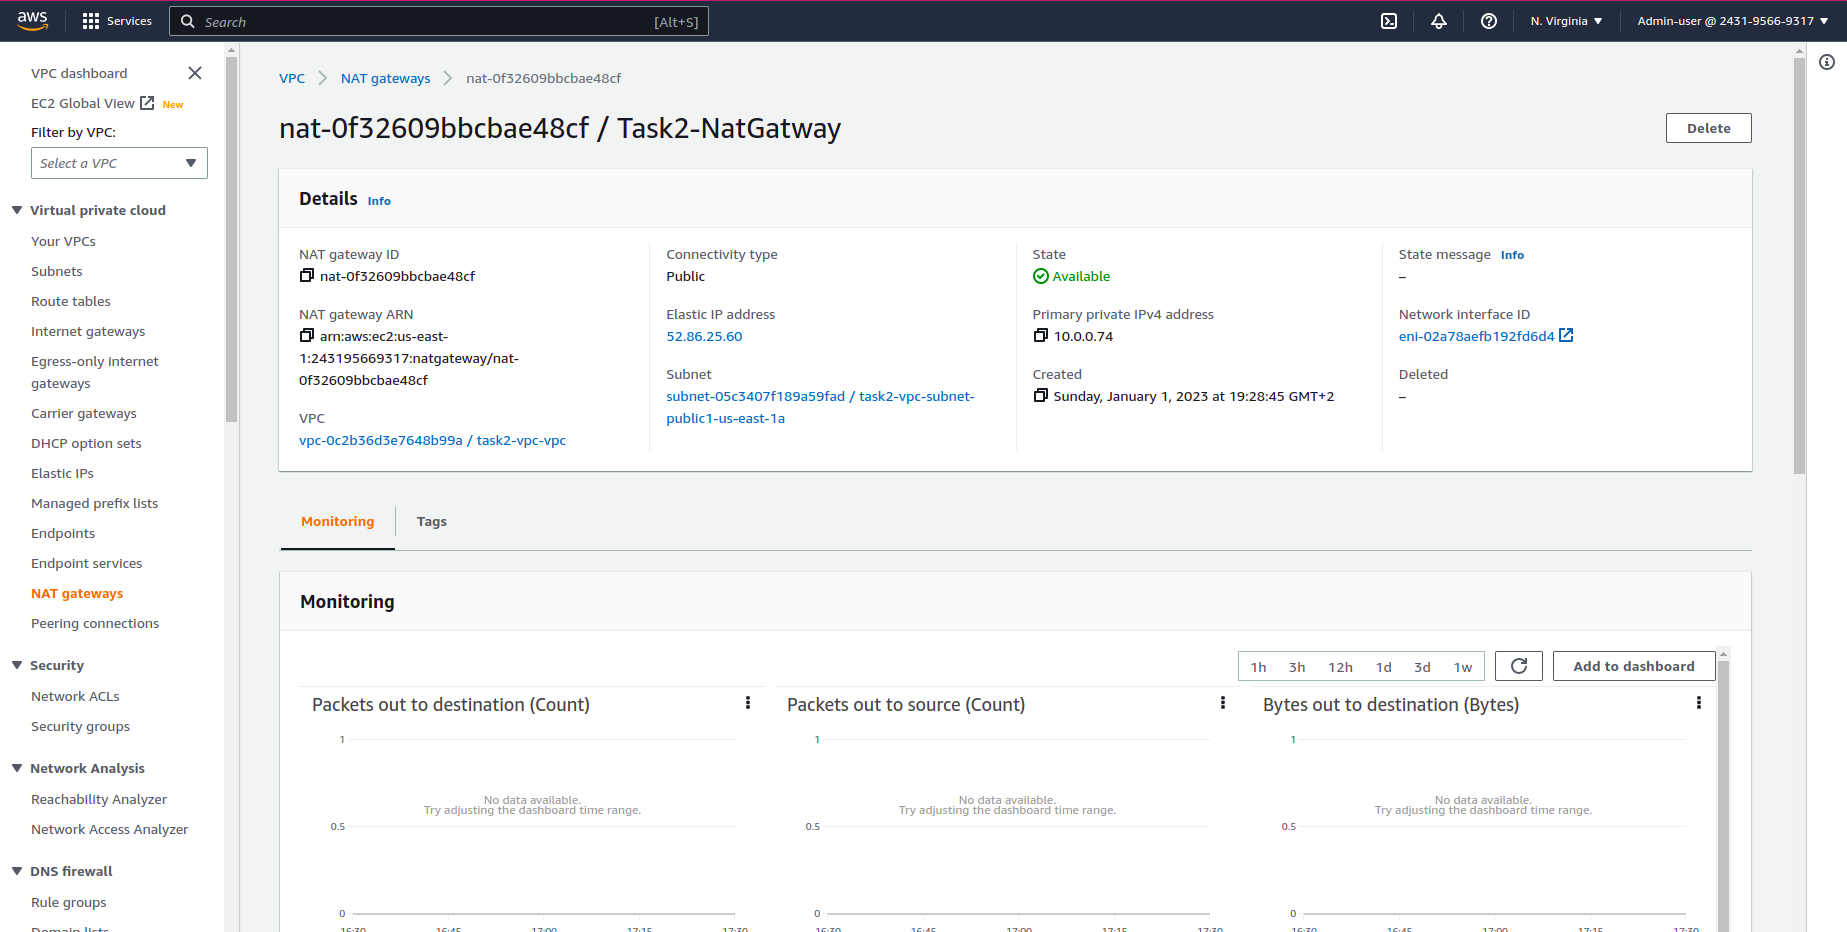 aws
Services
Search
[Alt+S]
N. Virginia
Admin-user @ 2431-9566-9317
VPC dashboard
EC2 Global View New
Filter by VPC:
Select a VPC
Virtual private cloud
Your VPCs
Subnets
Route tables
Internet gateways
Egress-only internet
gateways
Carrier gateways
DHCP option sets
Elastic IPs
Managed prefix lists
Endpoints
Endpoint services
NAT gateways
Peering connections
Security
Network ACLs
Security groups
Network Analysis
Reachability Analyzer
Network Access Analyzer
DNS firewall
Rule groups
Domain lists
VPC NAT gateways nat-0f32609bbcbae48cf
nat-0f32609bbcbae48cf / Task2-NatGatway
Delete
Details Info
NAT gateway ID
nat-0f32609bbcbae48cf
NAT gateway ARN
arn:aws:ec2:us-east-
1:243195669317:natgateway/nat-
0f32609bbcbae48cf
VPC
vpc-0c2b36d3e7648b99a / task2-vpc-vpc
Connectivity type
Public
Elastic IP address
52.86.25.60
Subnet
subnet-05c3407f189a59fad / task2-vpc-subnet-
public1-us-east-1a
State
Available
Primary private IPv4 address
10.0.0.74
Created
Sunday, January 1, 2023 at 19:28:45 GMT+2
State message Info
–
Network interface ID
eni-02a78aefb192fd6d4
Deleted
–
Monitoring
Tags
Monitoring
1h 3h 12h 1d 3d 1w
Add to dashboard
Packets out to destination (Count)
1
No data available.
Try adjusting the dashboard time range.
0.5
0
16:30 16:45 17:00 17:15 17:30
Packets out to source (Count)
1
No data available.
Try adjusting the dashboard time range.
0.5
0
16:30 16:45 17:00 17:15 17:30
Bytes out to destination (Bytes)
1
No data available.
Try adjusting the dashboard time range.
0.5
0
16:30 16:45 17:00 17:15 17:30